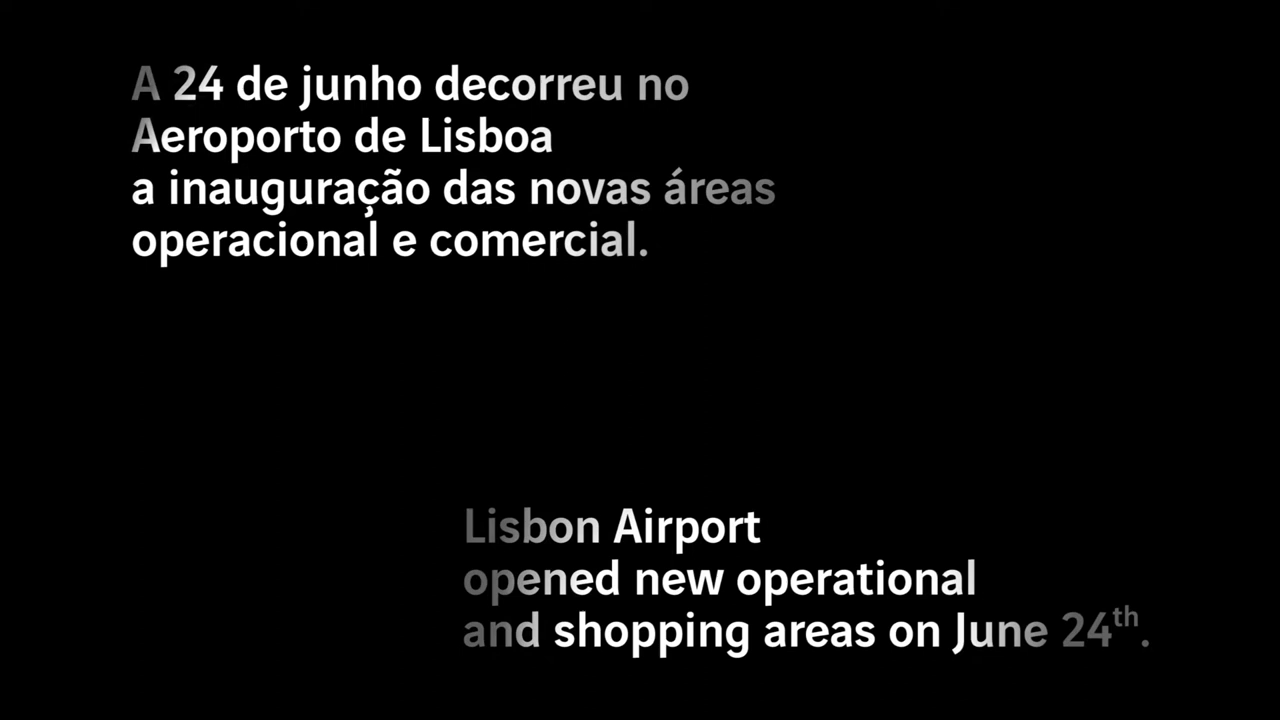 A 24 de junho decorreu no
Aeroporto de Lisboa
a inauguração das novas áreas
operacional e comercial.
Lisbon Airport
opened new operational
and shopping areas on June 24th.